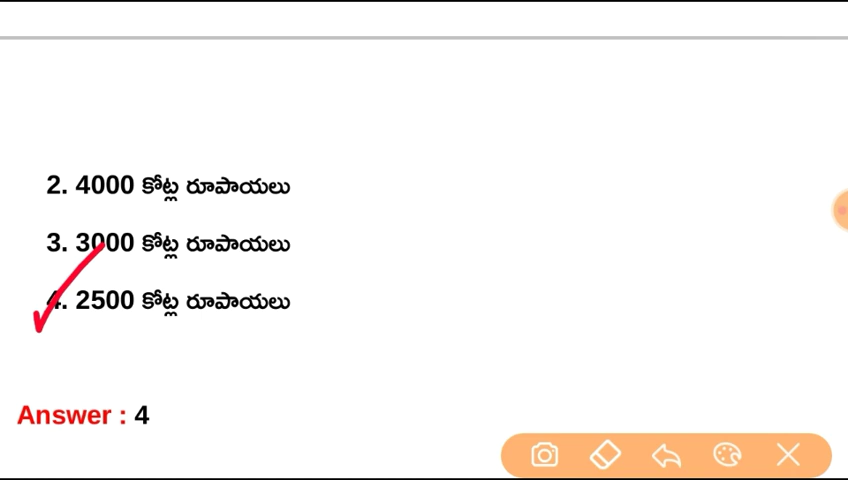 2. 4000 కోట్ల రూపాయలు
3. 3000 కోట్ల రూపాయలు
4. 2500 కోట్ల రూపాయలు
Answer : 4